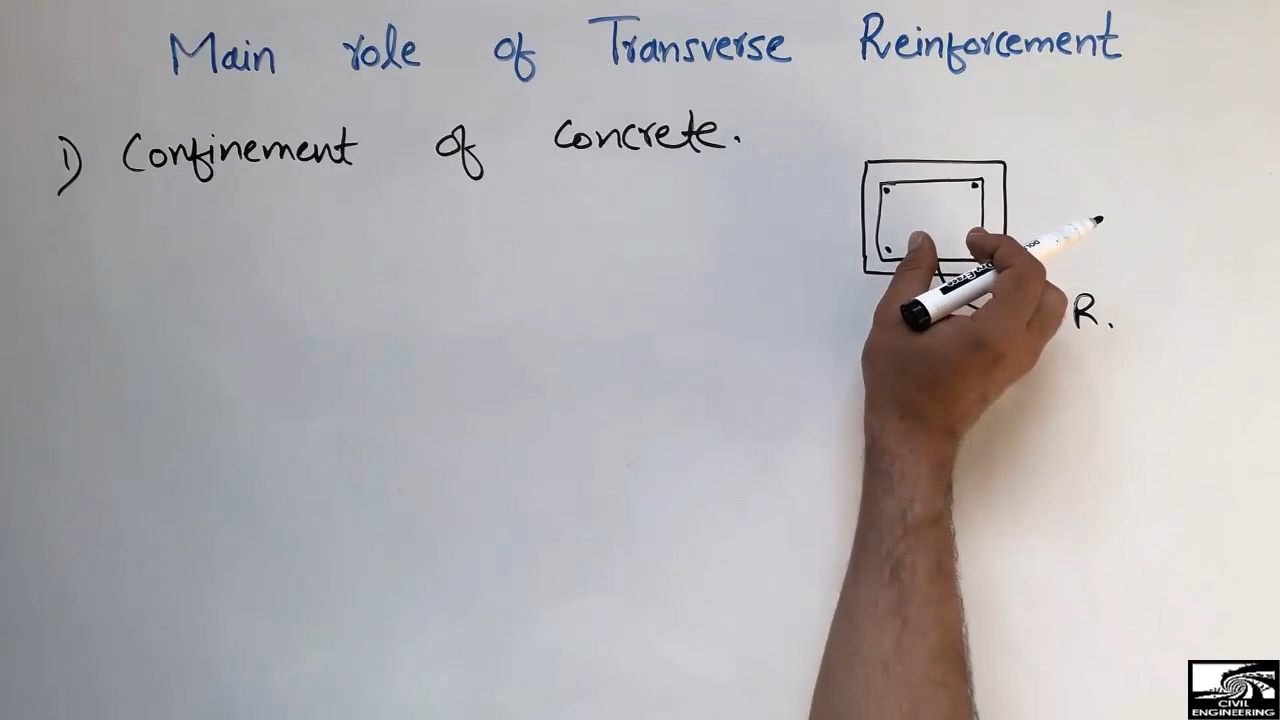 Main role of Transverse Reinforcement
1) Confinement of Concrete.
R.
CIVIL
ENGINEERING